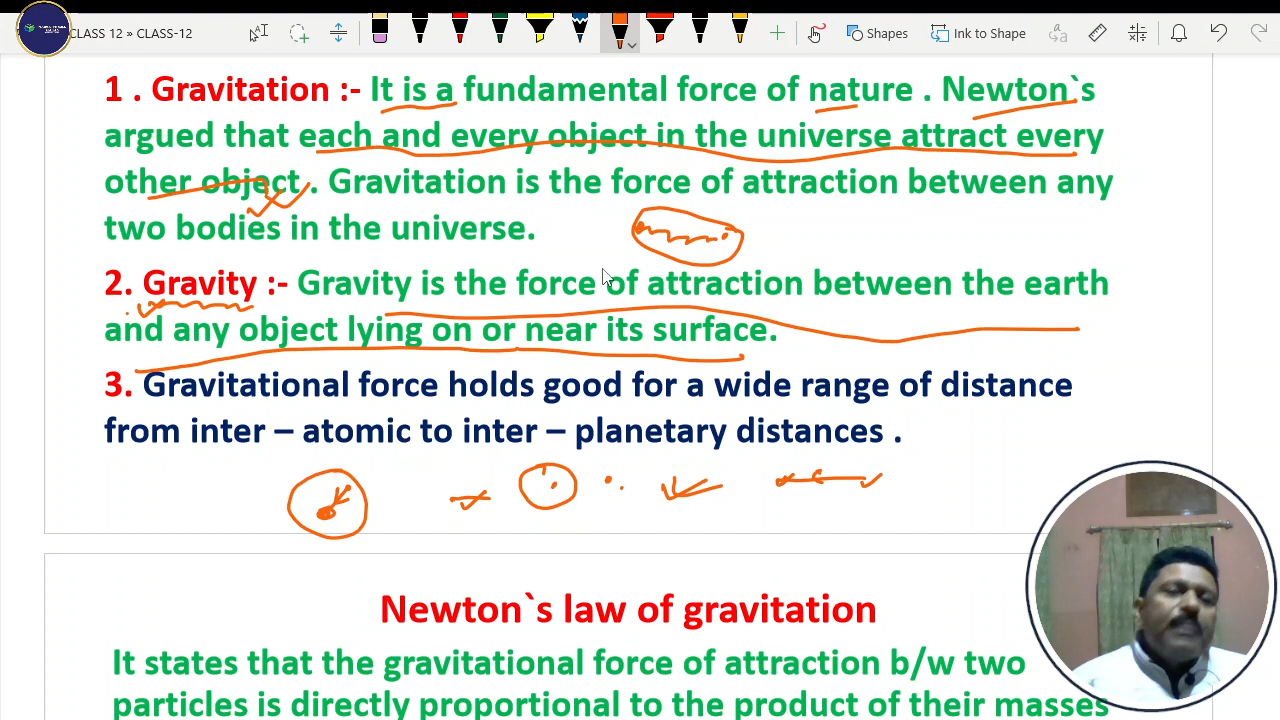 CLASS 12 » CLASS-12
Shapes
Ink to Shape
1 . Gravitation :- It is a fundamental force of nature . Newton`s
argued that each and every object in the universe attract every
other object . Gravitation is the force of attraction between any
two bodies in the universe.
2. Gravity :- Gravity is the force of attraction between the earth
and any object lying on or near its surface.
3. Gravitational force holds good for a wide range of distance
from inter – atomic to inter – planetary distances .
Newton`s law of gravitation
It states that the gravitational force of attraction b/w two
particles is directly proportional to the product of their masses